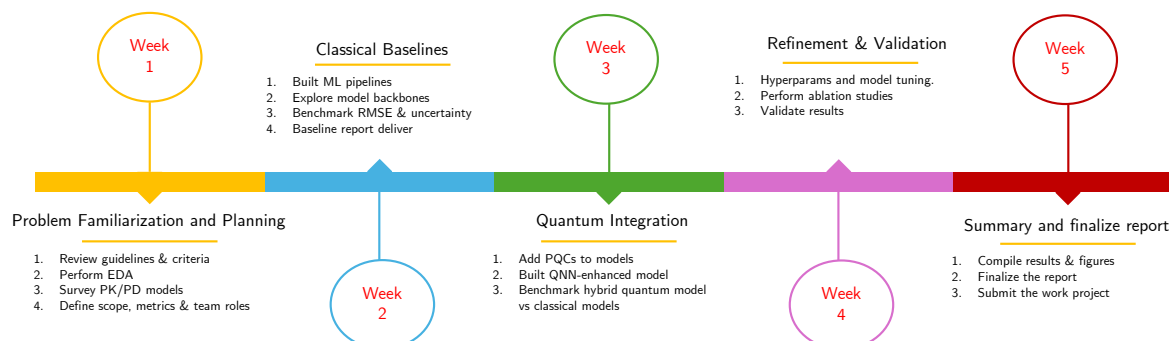 Week
1
Problem Familiarization and Planning
1. Review guidelines & criteria
2. Perform EDA
3. Survey PK/PD models
4. Define scope, metrics & team roles
Classical Baselines
1. Built ML pipelines
2. Explore model backbones
3. Benchmark RMSE & uncertainty
4. Baseline report deliver
Week
2
Week
3
Quantum Integration
1. Add PQCs to models
2. Built QNN-enhanced model
3. Benchmark hybrid quantum model
vs classical models
Refinement & Validation
1. Hyperparams and model tuning.
2. Perform ablation studies
3. Validate results
Week
4
Week
5
Summary and finalize report
1. Compile results & figures
2. Finalize the report
3. Submit the work project